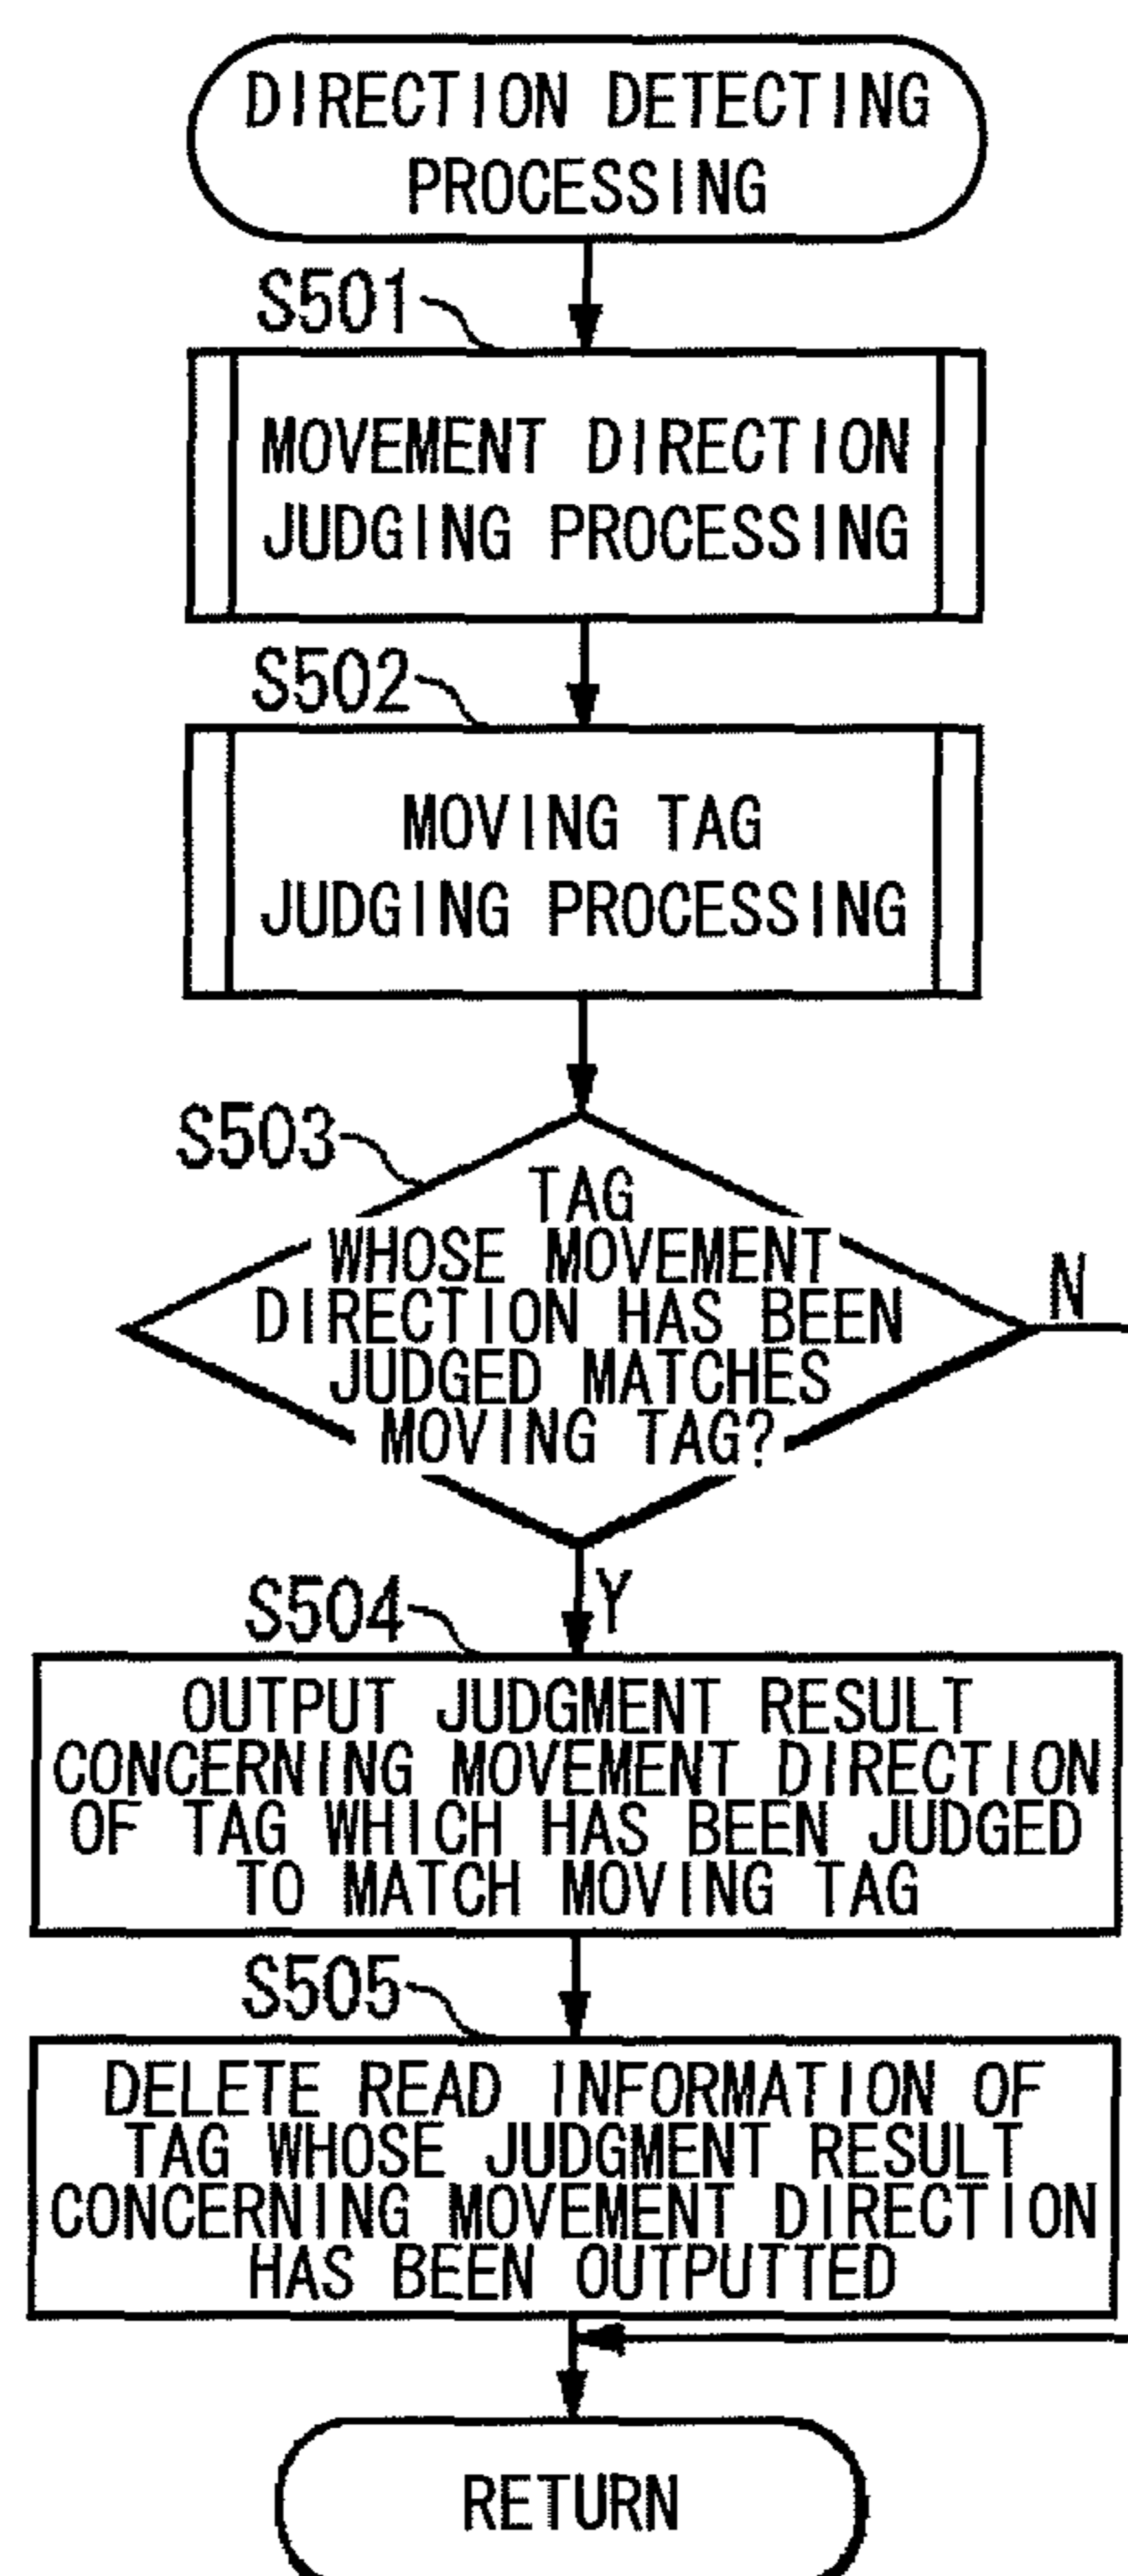 DIRECTION DETECTING
PROCESSING
S501
MOVEMENT DIRECTION
JUDGING PROCESSING
S502
MOVING TAG
JUDGING PROCESSING
S503
TAG
WHOSE MOVEMENT
DIRECTION HAS BEEN
JUDGED MATCHES
MOVING TAG?
N
Y
S504
OUTPUT JUDGMENT RESULT
CONCERNING MOVEMENT DIRECTION
OF TAG WHICH HAS BEEN JUDGED
TO MATCH MOVING TAG
S505
DELETE READ INFORMATION OF
TAG WHOSE JUDGMENT RESULT
CONCERNING MOVEMENT DIRECTION
HAS BEEN OUTPUTTED
RETURN